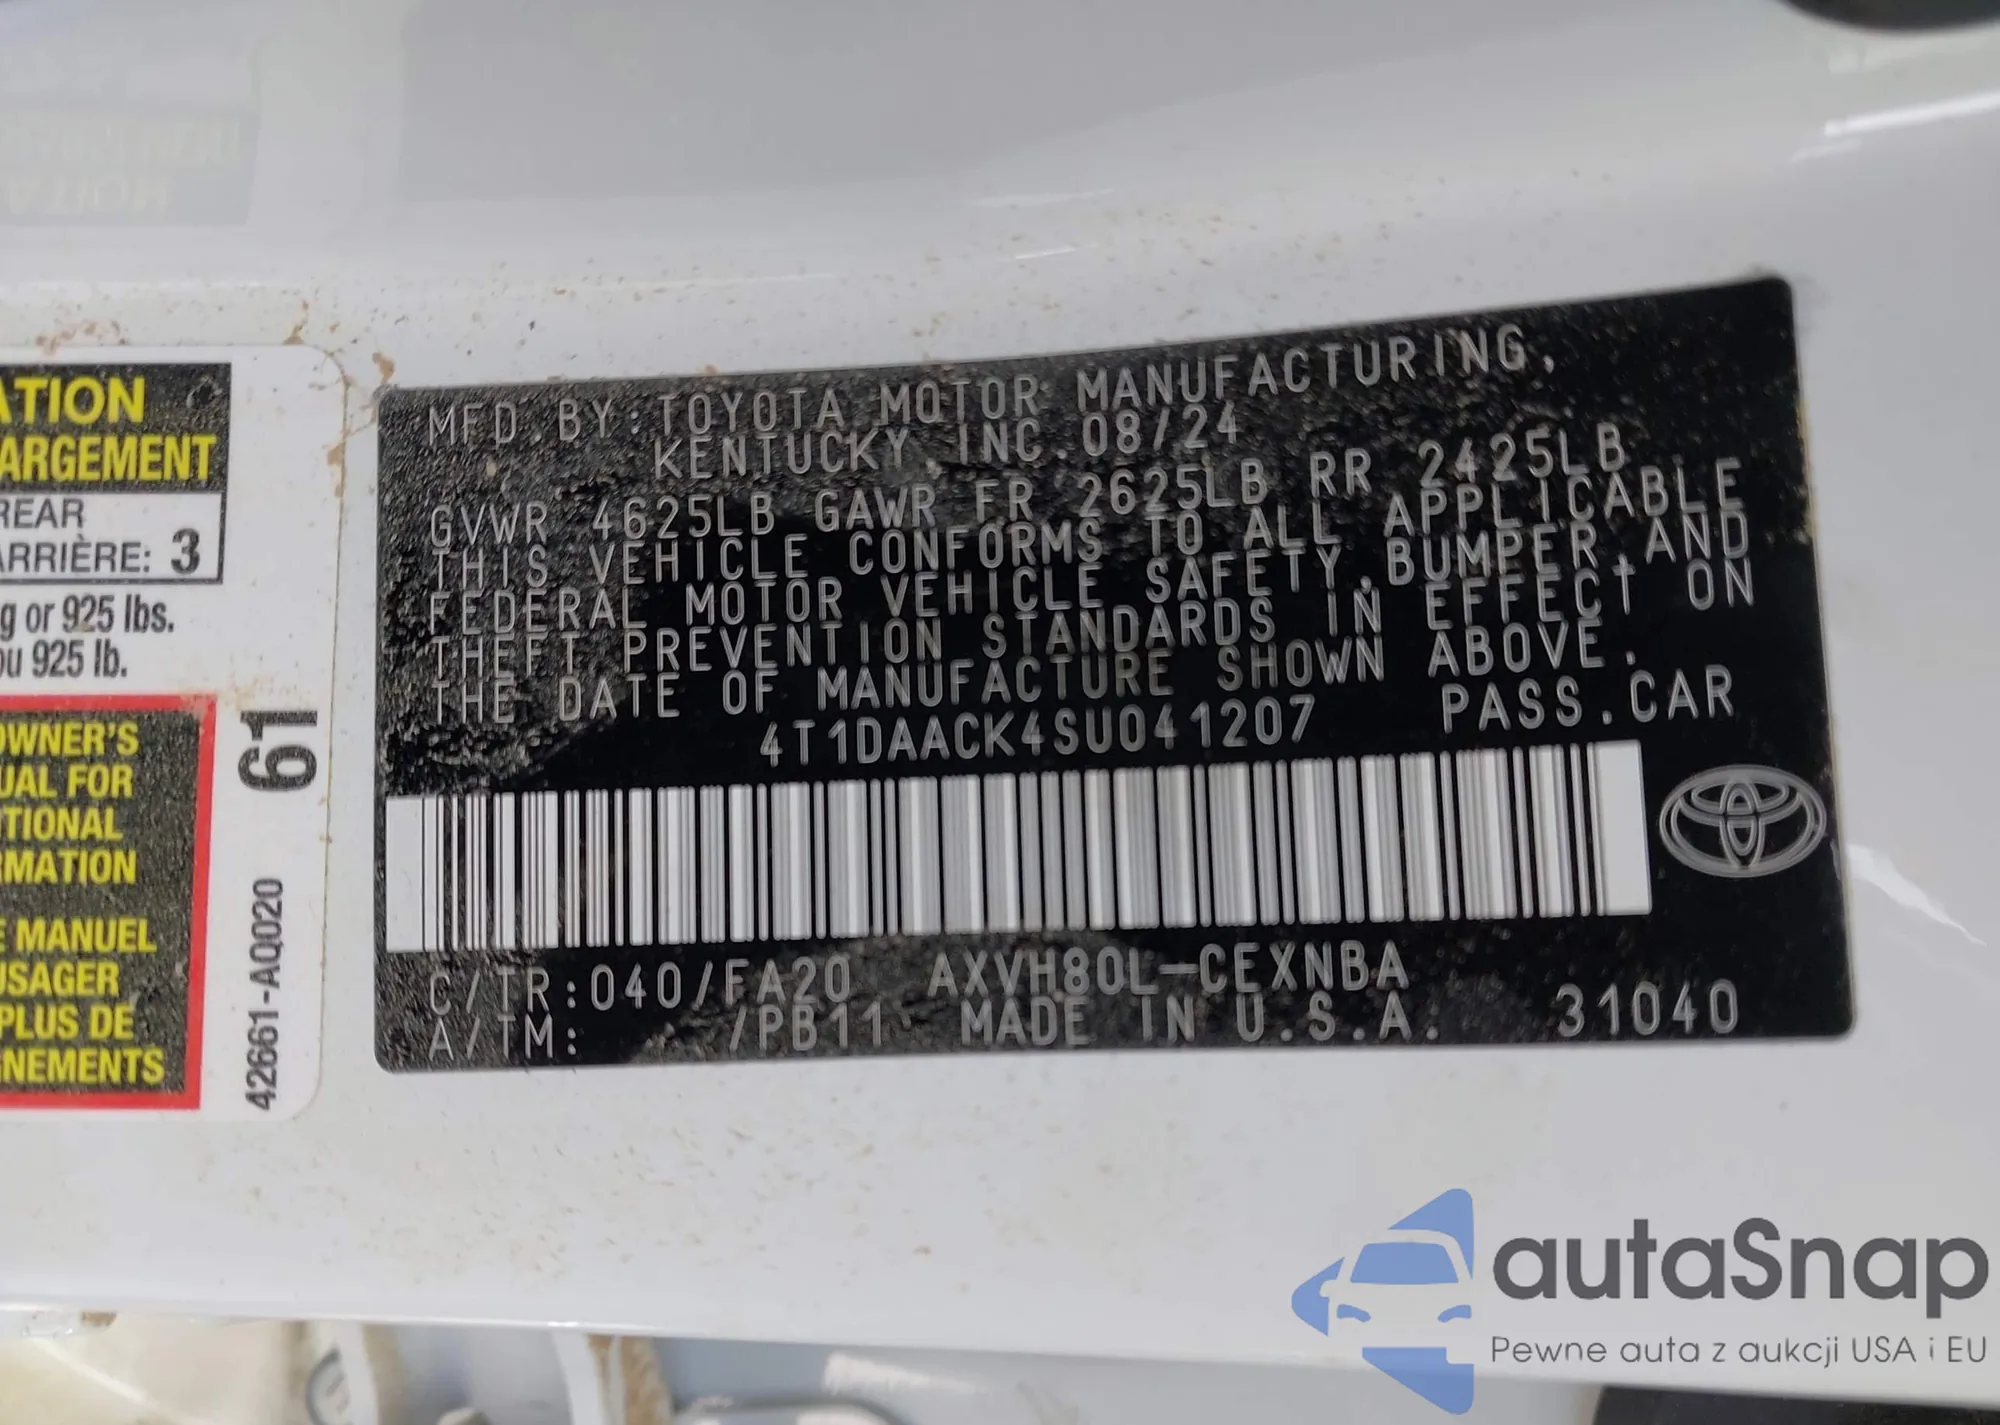 ATION
ARGEMENT
REAR
ARRIÈRE: 3
g or 925 lbs.
ou 925 lb.
OWNER'S
UAL FOR
TIONAL
RMATION
E MANUEL
USAGER
PLUS DE
GNEMENTS
61
42661-AQ020
MFD.BY:TOYOTA MOTOR MANUFACTURING,
KENTUCKY, INC.08/24
GVWR 4625LB GAWR FR 2625LB RR 2425LB
THIS VEHICLE CONFORMS TO ALL APPLICABLE
FEDERAL MOTOR VEHICLE SAFETY,BUMPER,AND
THEFT PREVENTION STANDARDS IN EFFECT ON
THE DATE OF MANUFACTURE SHOWN ABOVE.
4T1DAACK4SU041207 PASS.CAR
C/TR:040/FA20 AXVH80L-CEXNBA
A/TM: /PB11 MADE IN U.S.A. 31040
autaSnap
Pewne auta z aukcji USA i EU